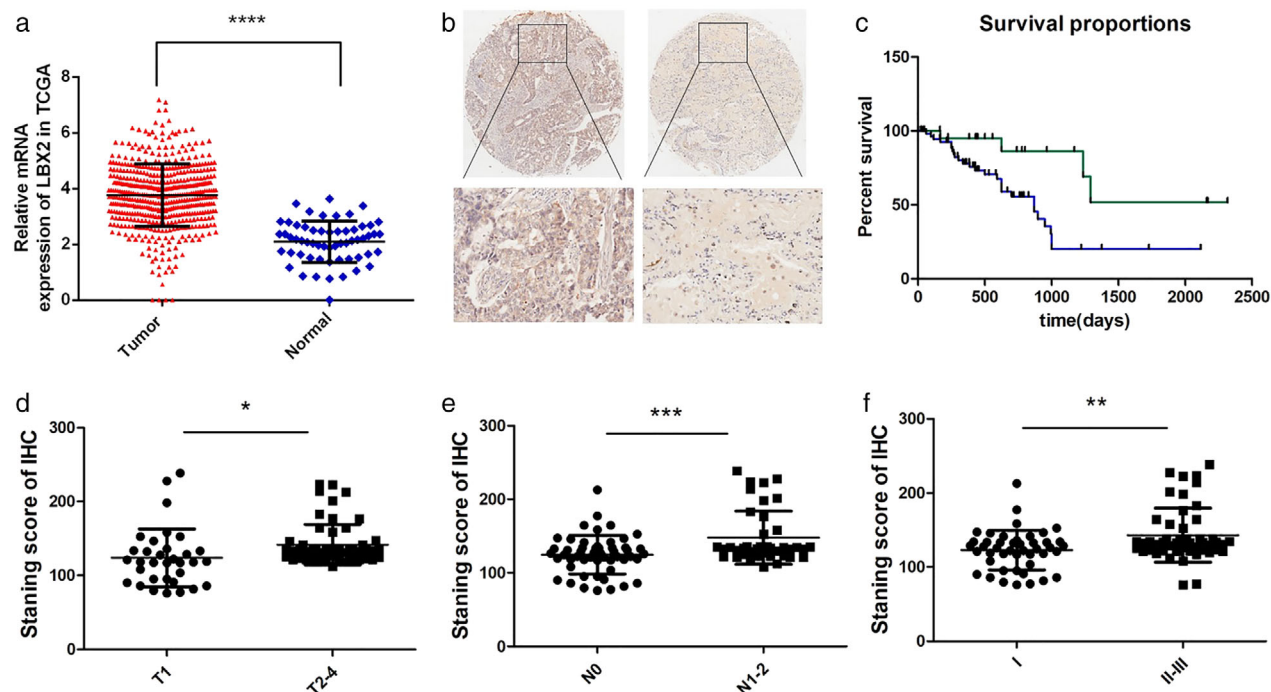 a
****
Relative mRNA
expression of LBX2 in TCGA
8
6
4
2
0
Tumor
Normal
b
c
Survival proportions
Percent survival
150
100
50
0
0 500 1000 1500 2000 2500
time(days)
d
*
Staning score of IHC
300
200
100
0
T1
T2-4
e
***
Staning score of IHC
300
200
100
0
N0
N1-2
f
**
Staning score of IHC
300
200
100
0
I
II-III